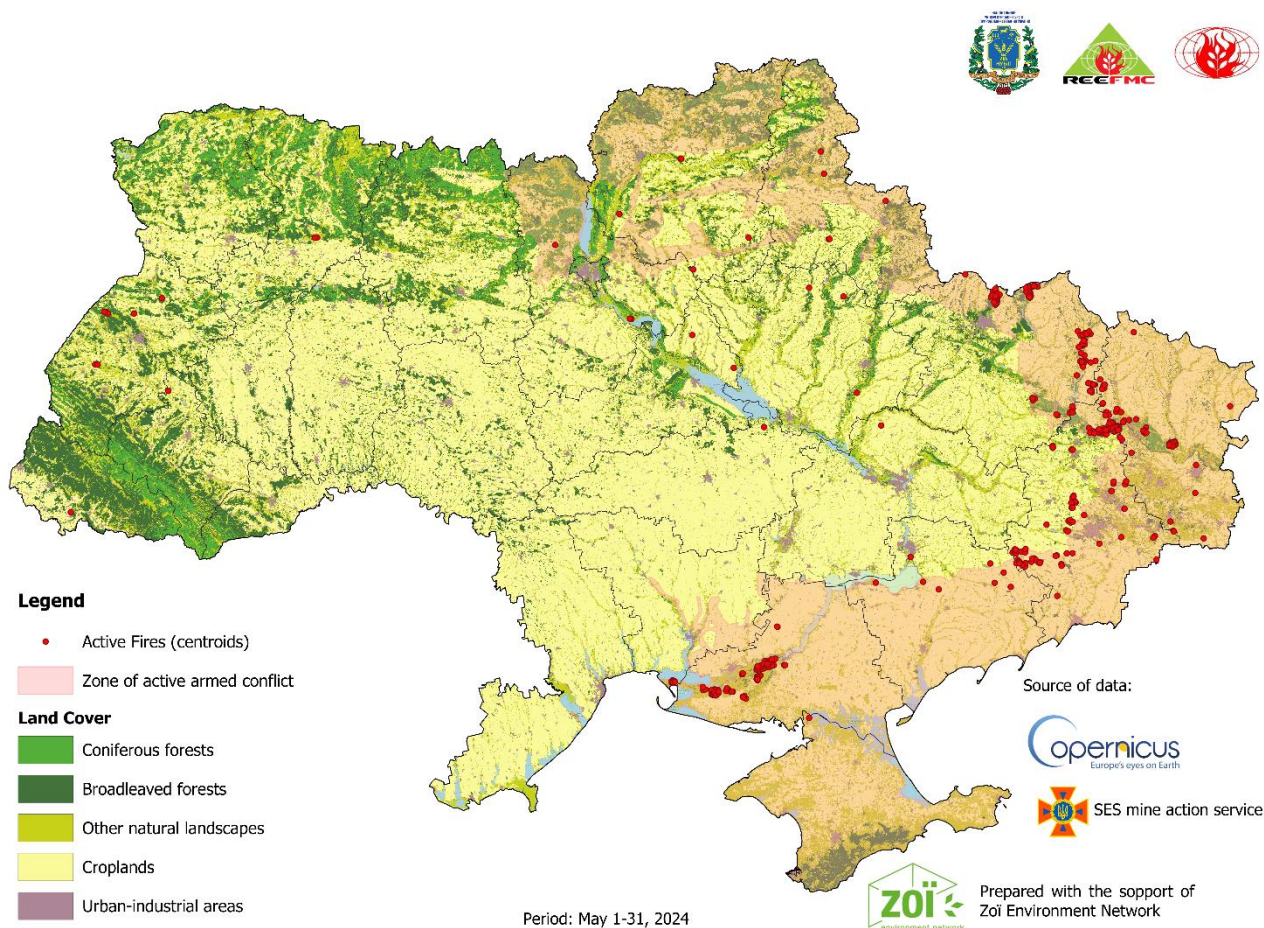 REEFMC
Legend
Active Fires (centroids)
Zone of active armed conflict
Land Cover
Coniferous forests
Broadleaved forests
Other natural landscapes
Croplands
Urban-industrial areas
Period: May 1-31, 2024
Source of data:
opernicus
Europe's eyes on Earth
SES mine action service
ZOÏ
environment network
Prepared with the sopport of
Zoï Environment Network